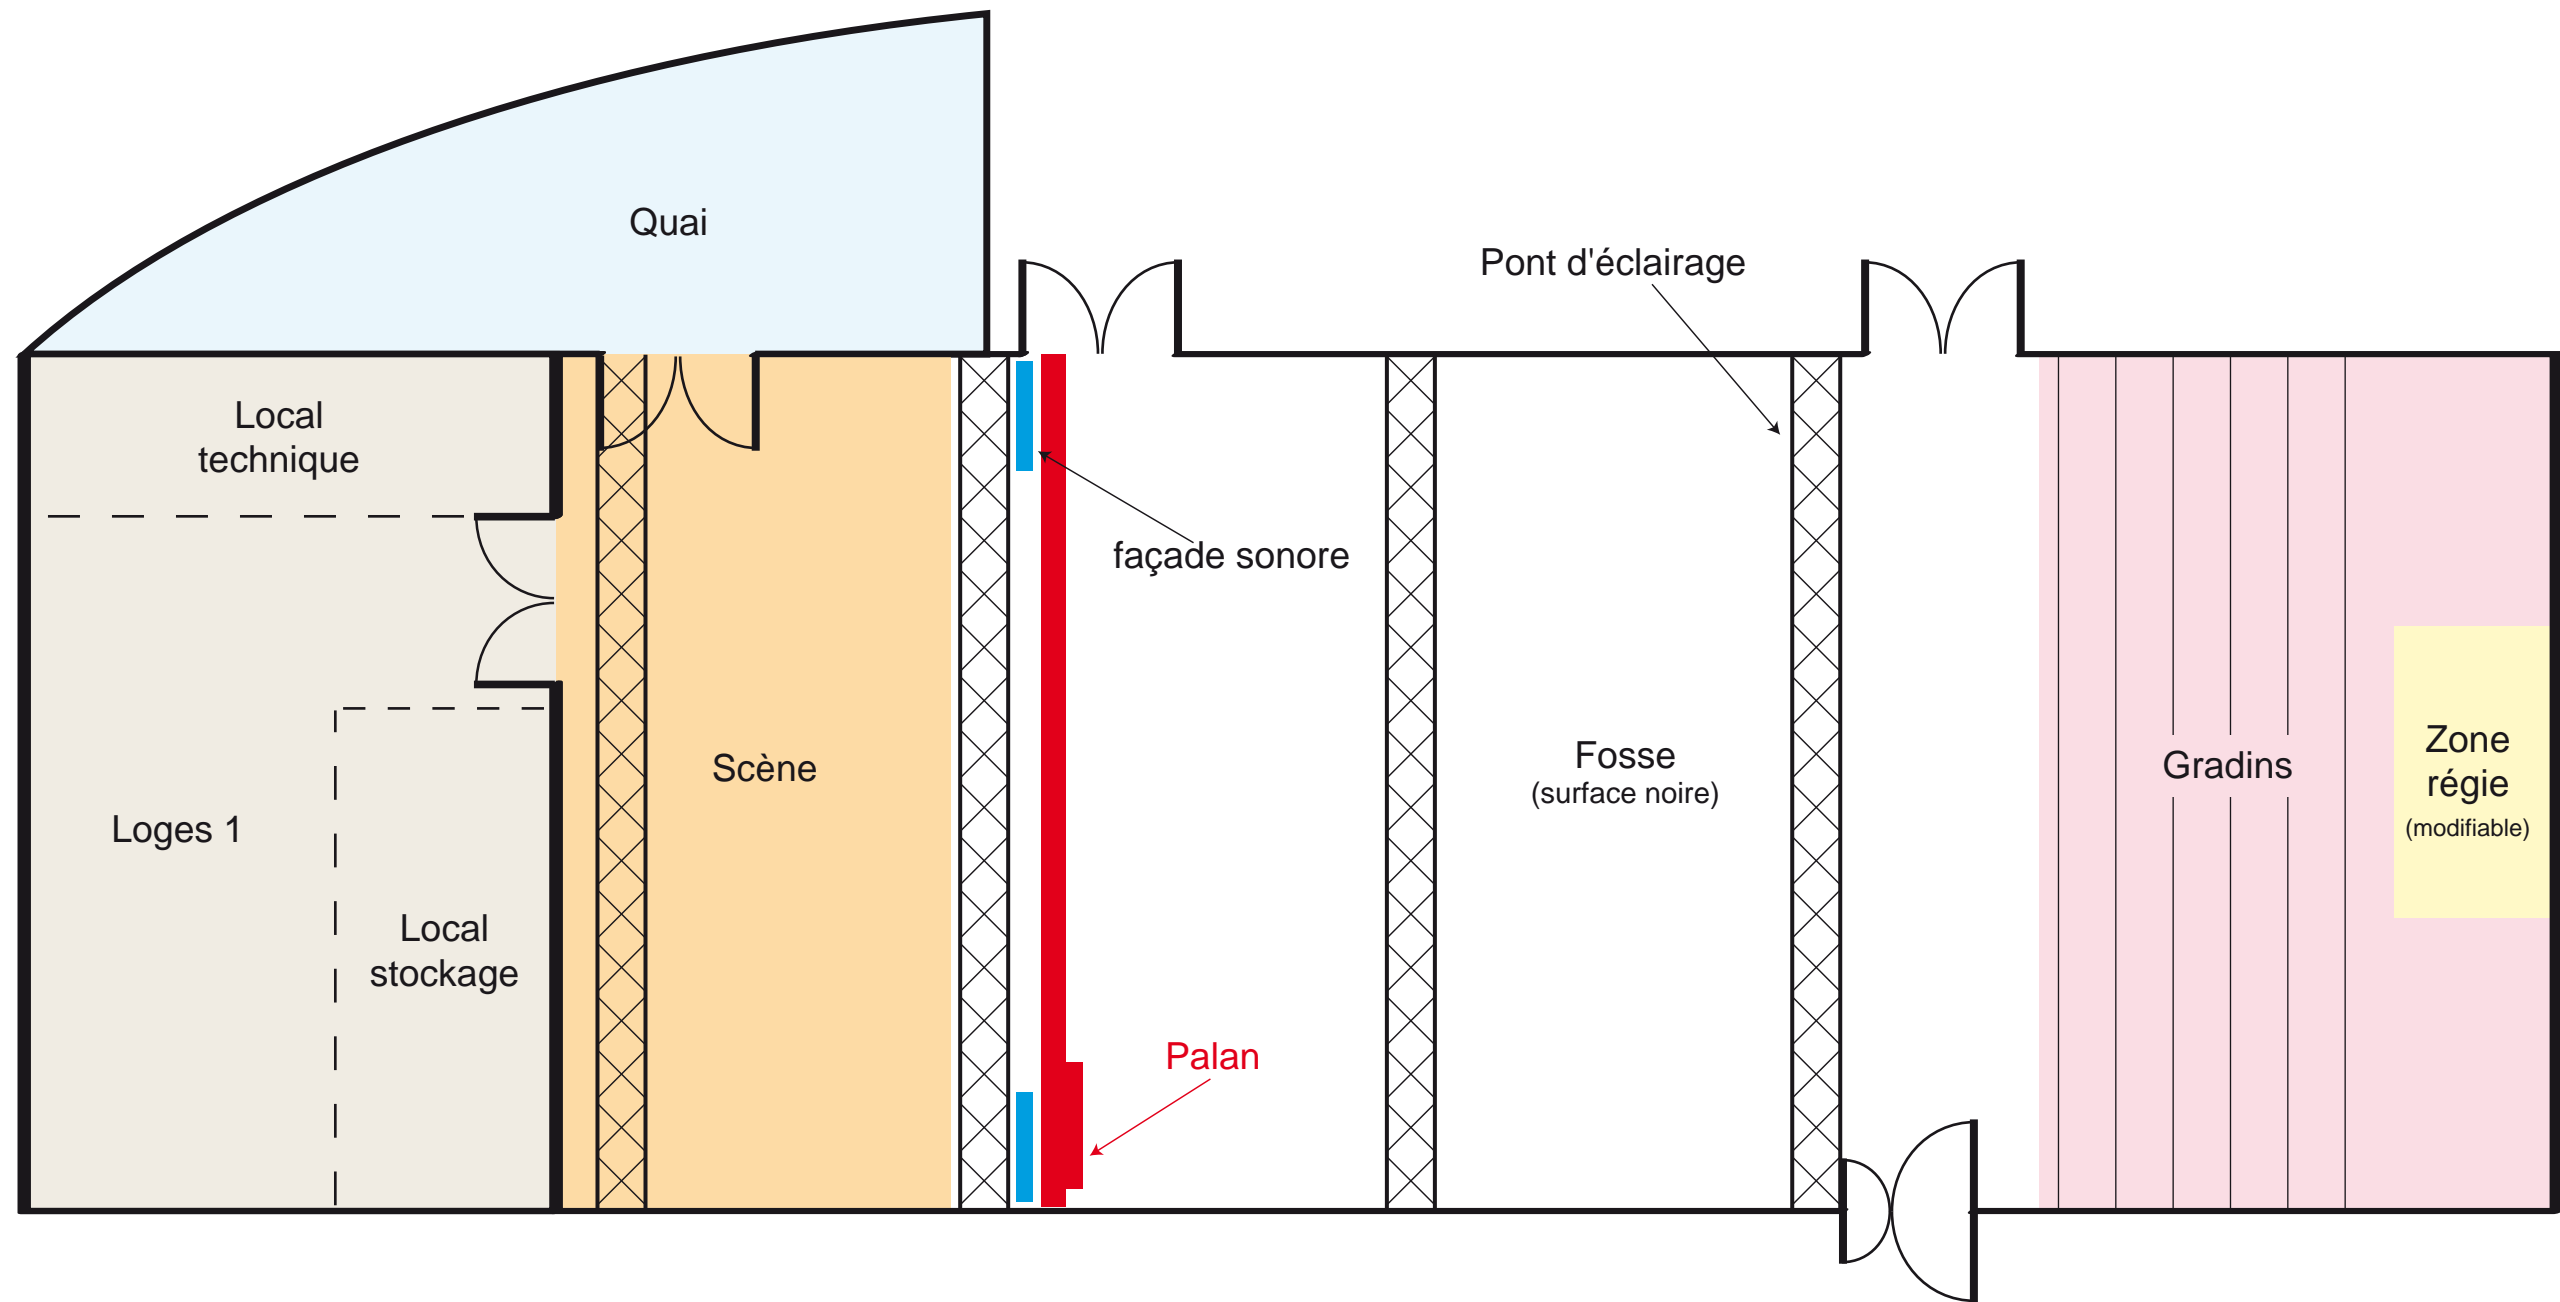 Quai
Pont d'éclairage
Local
technique
façade sonore
Scène
Fosse
(surface noire)
Gradins
Zone
régie
(modifiable)
Loges 1
Local
stockage
Palan